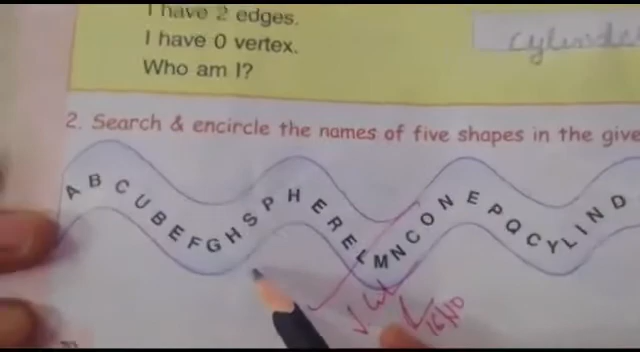 I have 2 edges.
I have 0 vertex.
Who am I?
cylinder
2. Search & encircle the names of five shapes in the give
A B C U B E F G H S P H E R E L M N C O N E P Q C Y L I N D